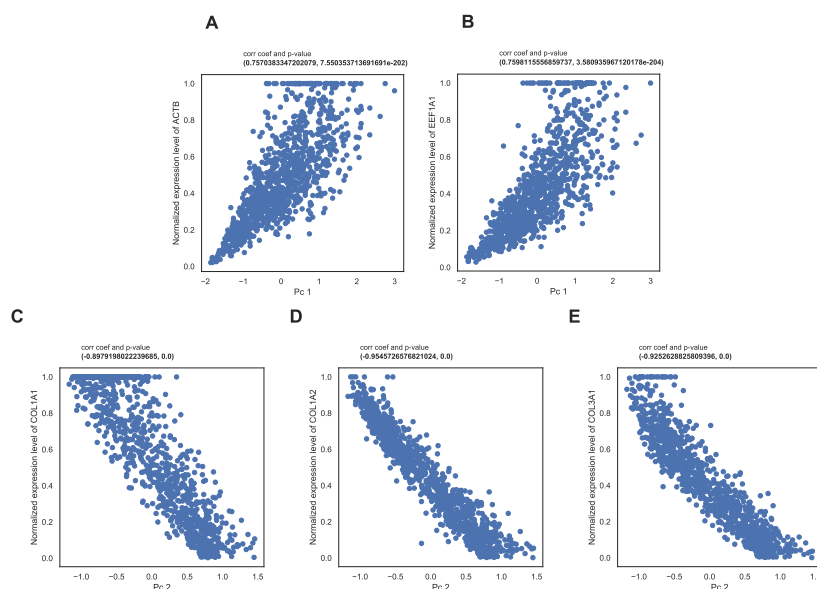 A
corr coef and p-value
(0.7570383347202079, 7.550353713691691e-202)
Normalized expression level of ACTB
1.0
0.8
0.6
0.4
0.2
0.0
−2 −1 0 1 2 3
Pc 1
B
corr coef and p-value
(0.7598115556859737, 3.580935967120178e-204)
Normalized expression level of EEF1A1
1.0
0.8
0.6
0.4
0.2
0.0
−2 −1 0 1 2 3
Pc 1
C
corr coef and p-value
(-0.8979198022239685, 0.0)
Normalized expression level of COL1A1
1.0
0.8
0.6
0.4
0.2
0.0
−1.0 −0.5 0.0 0.5 1.0 1.5
Pc 2
D
corr coef and p-value
(-0.9545726576821024, 0.0)
Normalized expression level of COL1A2
1.0
0.8
0.6
0.4
0.2
0.0
−1.0 −0.5 0.0 0.5 1.0 1.5
Pc 2
E
corr coef and p-value
(-0.9252628825809396, 0.0)
Normalized expression level of COL3A1
1.0
0.8
0.6
0.4
0.2
0.0
−1.0 −0.5 0.0 0.5 1.0 1.5
Pc 2